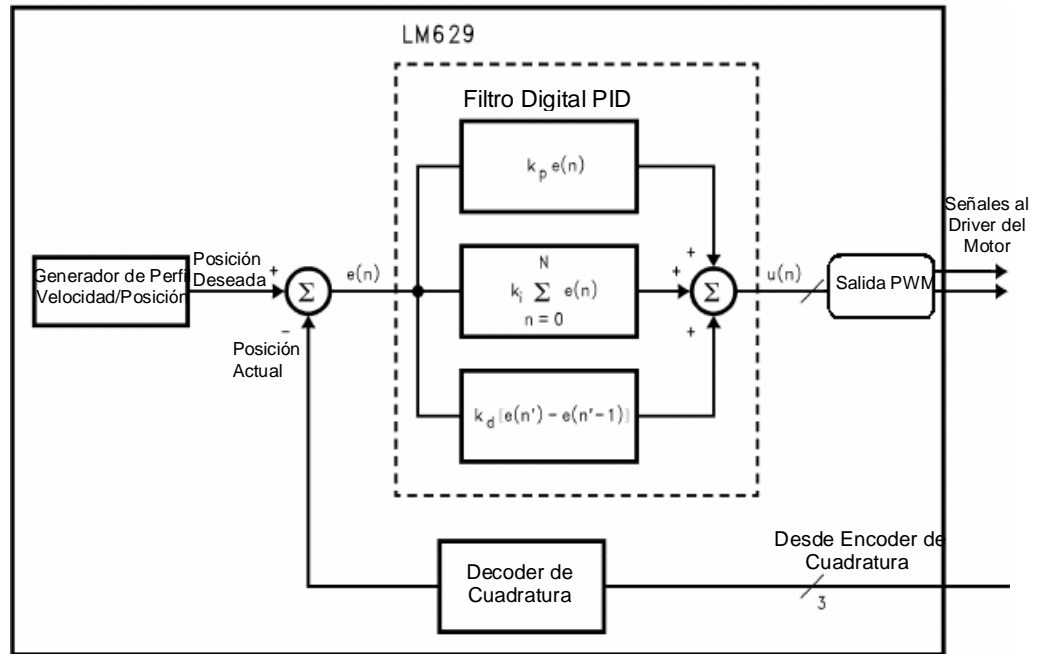 LM629
Filtro Digital PID
k_p e(n)
Señales al
Driver del
Motor
Generador de Perfi
Velocidad/Posición
Posición
Deseada
+
-
Σ
e(n)
N
k_i Σ e(n)
n = 0
+
+
+
Σ
u(n)
Salida PWM
Posición
Actual
k_d [e(n') - e(n'-1)]
Decoder de
Cuadratura
Desde Encoder de
Cuadratura
3